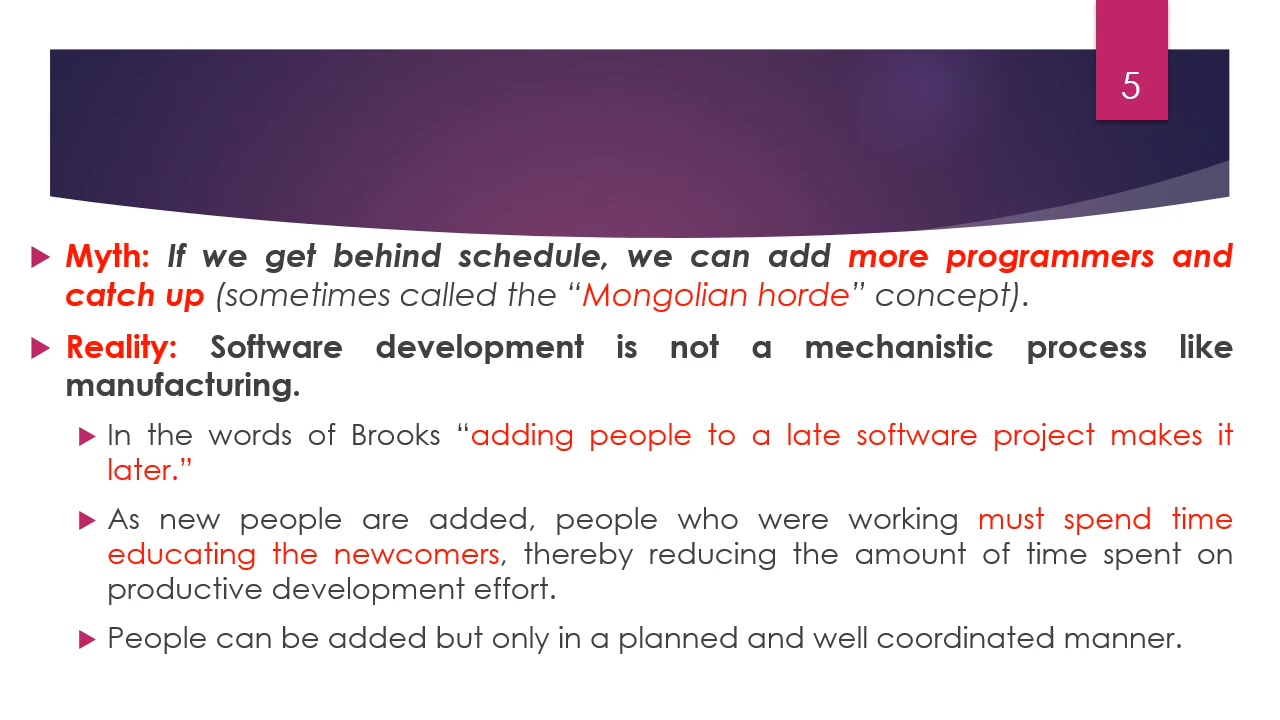 5
Myth: If we get behind schedule, we can add more programmers and
catch up (sometimes called the “Mongolian horde” concept).
Reality: Software development is not a mechanistic process like
manufacturing.
In the words of Brooks “adding people to a late software project makes it
later.”
As new people are added, people who were working must spend time
educating the newcomers, thereby reducing the amount of time spent on
productive development effort.
People can be added but only in a planned and well coordinated manner.